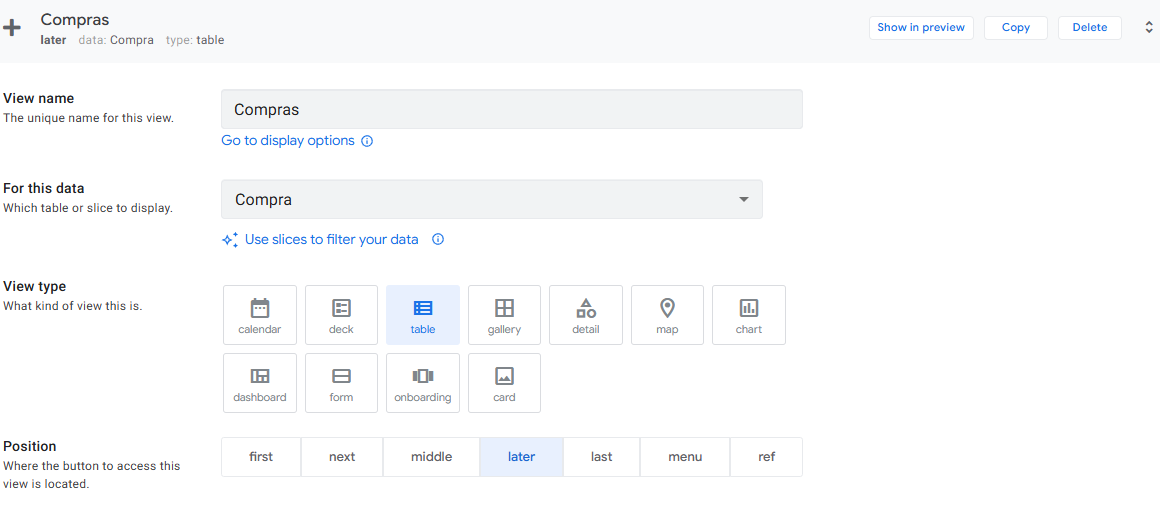 Compras
later data: Compra type: table
Show in preview
Copy
Delete
View name
The unique name for this view.
Compras
Go to display options
For this data
Which table or slice to display.
Compra
Use slices to filter your data
View type
What kind of view this is.
calendar
deck
table
gallery
detail
map
chart
dashboard
form
onboarding
card
Position
Where the button to access this
view is located.
first
next
middle
later
last
menu
ref